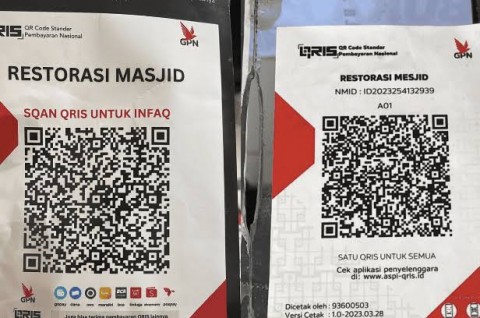 QRIS QR Code Standar
Pembayaran Nasional
GPN
RESTORASI MASJID
SQAN QRIS UNTUK INFAQ
GPN
QRIS
QRIS QR Code Standar
Pembayaran Nasional
GPN
RESTORASI MESJID
NMID : ID2023254132939
A01
SATU QRIS UNTUK SEMUA
Cek aplikasi penyelenggara
di: www.aspi-qris.id
Dicetak oleh : 93600503
Versi Cetak : 1.0-2023.03.28